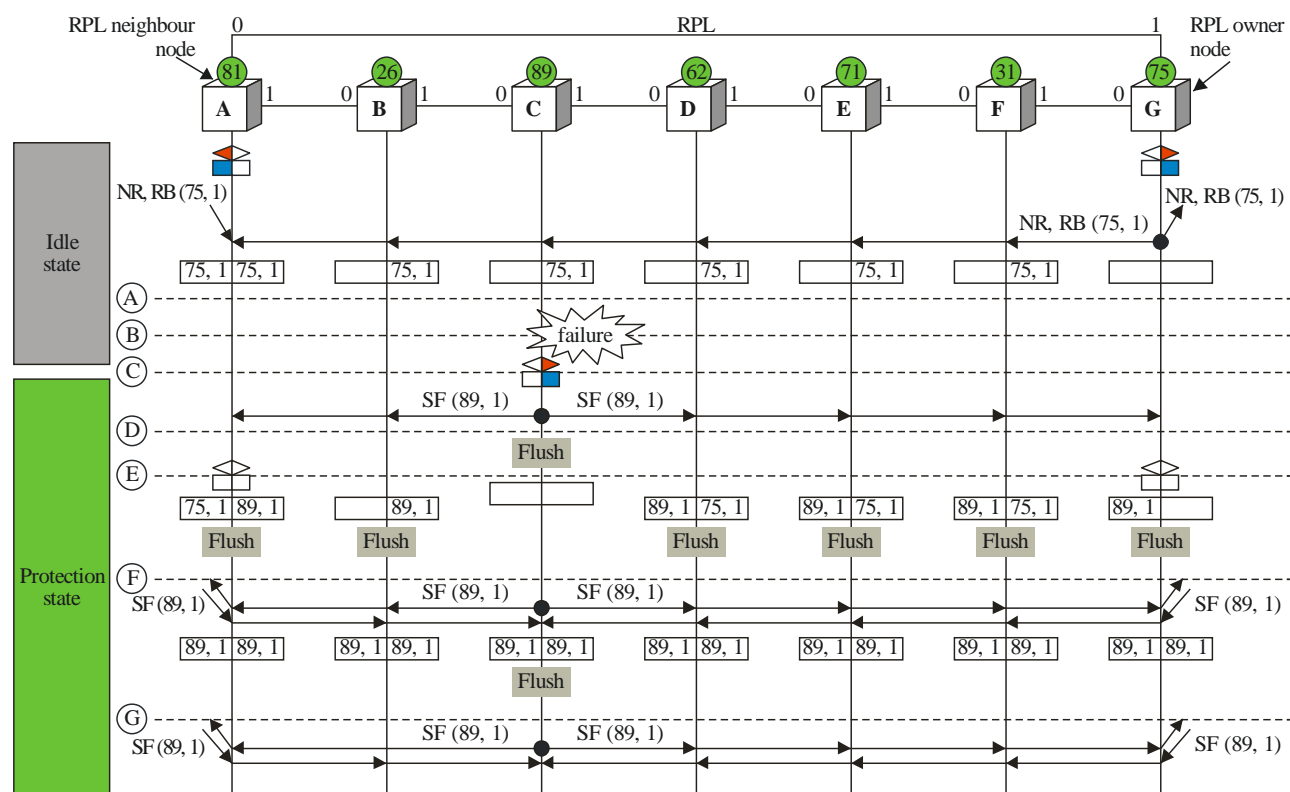 RPL neighbour
node
0
RPL
1
RPL owner
node
81
26
89
62
71
31
75
A 1 0 B 1 0 C 1 0 D 1 0 E 1 0 F 1 0 G
Idle
state
NR, RB (75, 1)
NR, RB (75, 1)
NR, RB (75, 1)
75, 1 75, 1
75, 1
75, 1
75, 1
75, 1
75, 1
A
B
failure
C
SF (89, 1)
SF (89, 1)
D
Flush
E
Protection
state
75, 1 89, 1
89, 1
89, 1 75, 1
89, 1 75, 1
89, 1 75, 1
89, 1
Flush
Flush
Flush
Flush
Flush
Flush
F
SF (89, 1)
SF (89, 1)
SF (89, 1)
SF (89, 1)
89, 1 89, 1
89, 1 89, 1
89, 1 89, 1
89, 1 89, 1
89, 1 89, 1
89, 1 89, 1
89, 1 89, 1
Flush
G
SF (89, 1)
SF (89, 1)
SF (89, 1)
SF (89, 1)